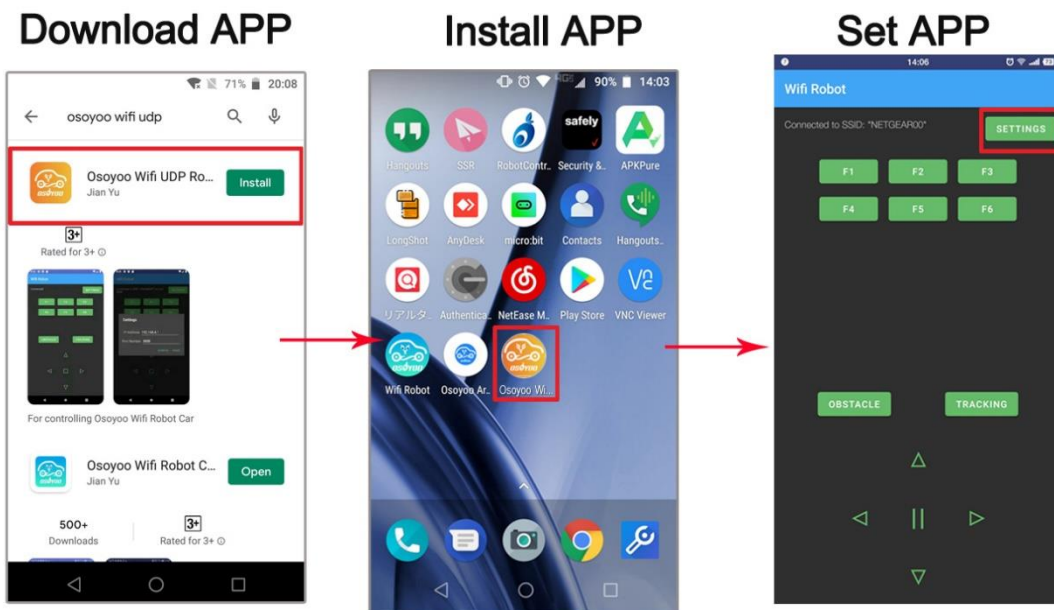 Download APP
Install APP
Set APP
71% 20:08
osoyoo wifi udp
Osoyoo Wifi UDP Ro...
Jian Yu
Install
3+
Rated for 3+
For controlling Osoyoo Wifi Robot Car
Osoyoo Wifi Robot C...
Jian Yu
Open
500+
Downloads
3+
Rated for 3+
90% 14:03
safely
Hangouts SSR RobotContr.. Security &.. APKPure
LongShot AnyDesk micro:bit Contacts Hangouts..
リアルタ.. Authentica.. NetEase M.. Play Store VNC Viewer
Wifi Robot Osoyoo Ar.. Osoyoo Wi..
14:06
Wifi Robot
Connected to SSID: "NETGEAR00"
SETTINGS
F1 F2 F3
F4 F5 F6
OBSTACLE TRACKING